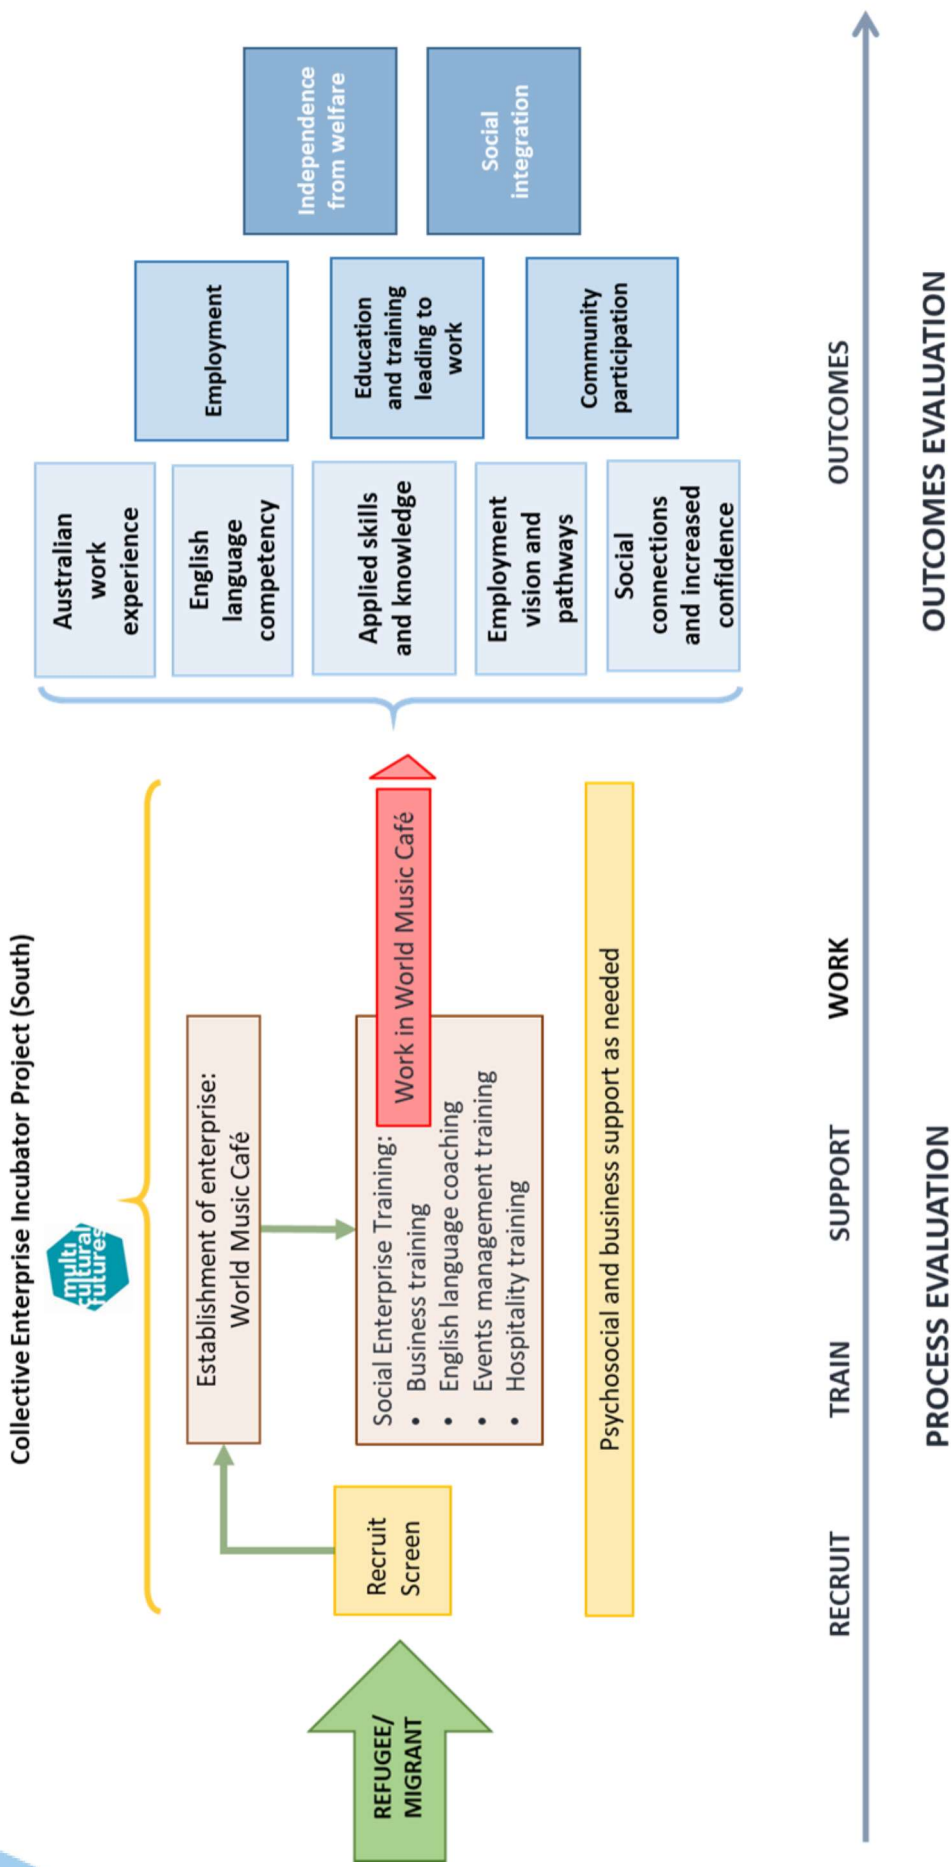 Collective Enterprise Incubator Project (South)
multi
cultural
futures
REFUGEE/
MIGRANT
Recruit
Screen
Establishment of enterprise:
World Music Café
Social Enterprise Training:
• Business training
• English language coaching
• Events management training
• Hospitality training
Work in World Music Café
Psychosocial and business support as needed
Australian
work
experience
English
language
competency
Applied skills
and knowledge
Employment
vision and
pathways
Social
connections
and increased
confidence
Employment
Education
and training
leading to
work
Community
participation
Independence
from welfare
Social
integration
RECRUIT
TRAIN
SUPPORT
WORK
OUTCOMES
PROCESS EVALUATION
OUTCOMES EVALUATION